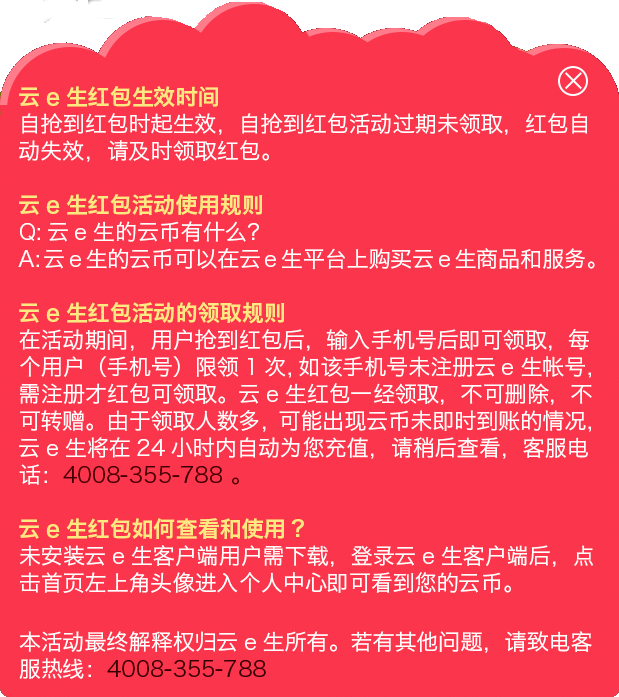 云 e 生红包生效时间
自抢到红包时起生效，自抢到红包活动过期未领取，红包自
动失效，请及时领取红包。
云 e 生红包活动使用规则
Q: 云 e 生的云币有什么？
A:云 e 生的云币可以在云 e 生平台上购买云 e 生商品和服务。
云 e 生红包活动的领取规则
在活动期间，用户抢到红包后，输入手机号后即可领取，每
个用户（手机号）限领 1 次, 如该手机号未注册云 e 生帐号,
需注册才红包可领取。云 e 生红包一经领取，不可删除，不
可转赠。由于领取人数多，可能出现云币未即时到账的情况,
云 e 生将在 24 小时内自动为您充值，请稍后查看，客服电
话：4008-355-788 。
云 e 生红包如何查看和使用？
未安装云 e 生客户端用户需下载，登录云 e 生客户端后，点
击首页左上角头像进入个人中心即可看到您的云币。
本活动最终解释权归云 e 生所有。若有其他问题，请致电客
服热线：4008-355-788